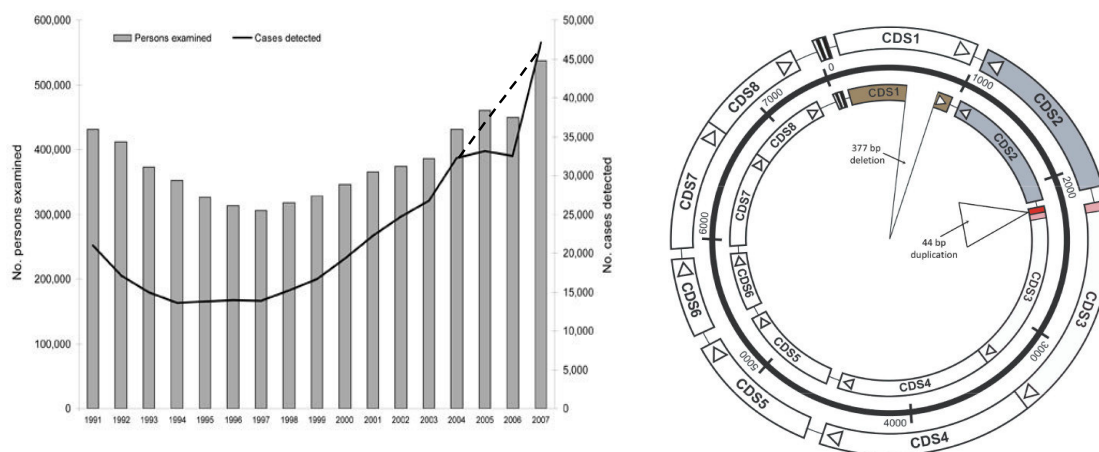 600,000
500,000
400,000
300,000
200,000
100,000
0
No. persons examined
Persons examined
Cases detected
50,000
45,000
40,000
35,000
30,000
25,000
20,000
15,000
10,000
5,000
0
No. cases detected
1991 1992 1993 1994 1995 1996 1997 1998 1999 2000 2001 2002 2003 2004 2005 2006 2007
CDS1
CDS2
CDS3
CDS4
CDS5
CDS6
CDS7
CDS8
0
1000
2000
3000
4000
5000
6000
7000
CDS1
CDS2
CDS3
CDS4
CDS5
CDS6
CDS7
CDS8
377 bp
deletion
44 bp
duplication